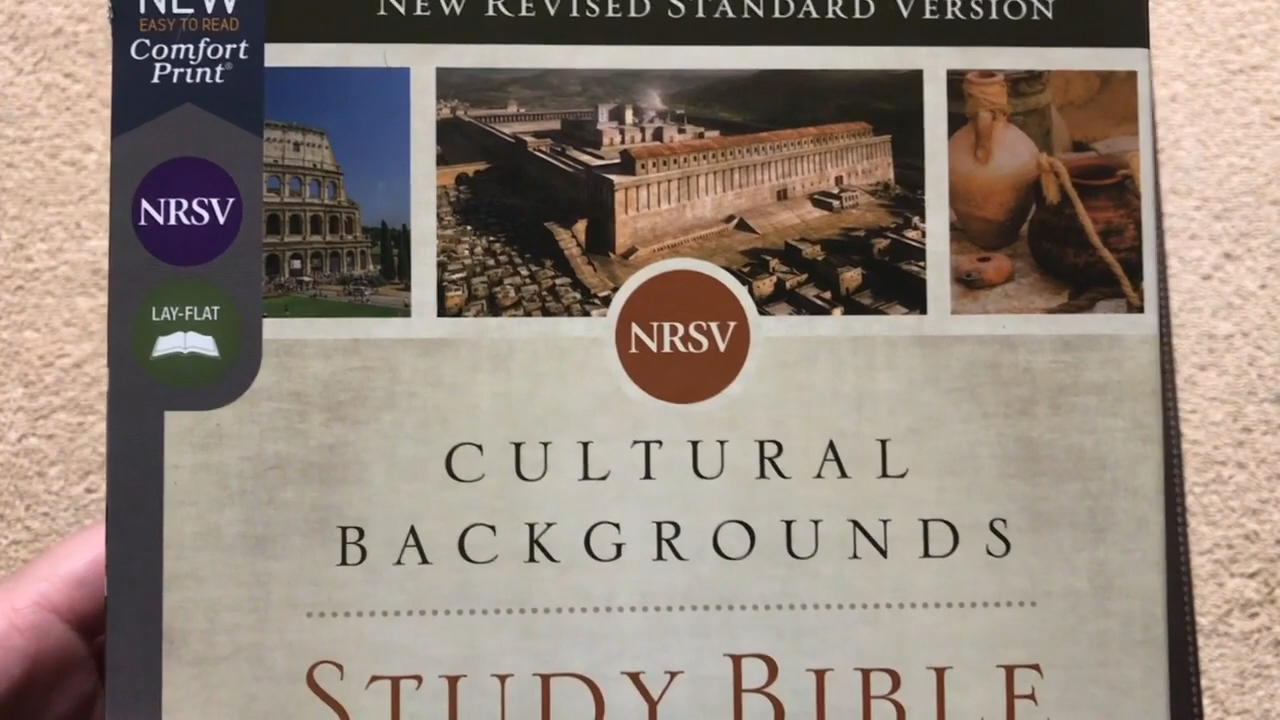 NEW REVISED STANDARD VERSION
NEW
EASY TO READ
Comfort
Print®
NRSV
LAY-FLAT
NRSV
CULTURAL
BACKGROUNDS
STUDY BIBLE